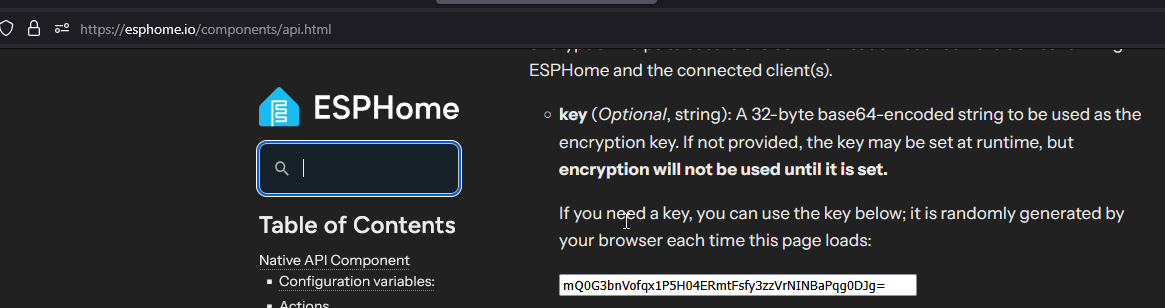 https://esphome.io/components/api.html
ESPHome and the connected client(s).
ESPHome
key (Optional, string): A 32-byte base64-encoded string to be used as the
encryption key. If not provided, the key may be set at runtime, but
encryption will not be used until it is set.
Table of Contents
If you need a key, you can use the key below; it is randomly generated by
your browser each time this page loads:
Native API Component
Configuration variables:
mQ0G3bnVofqx1P5H04ERmtFsfy3zzVrNINBaPqg0DJg=
Actions